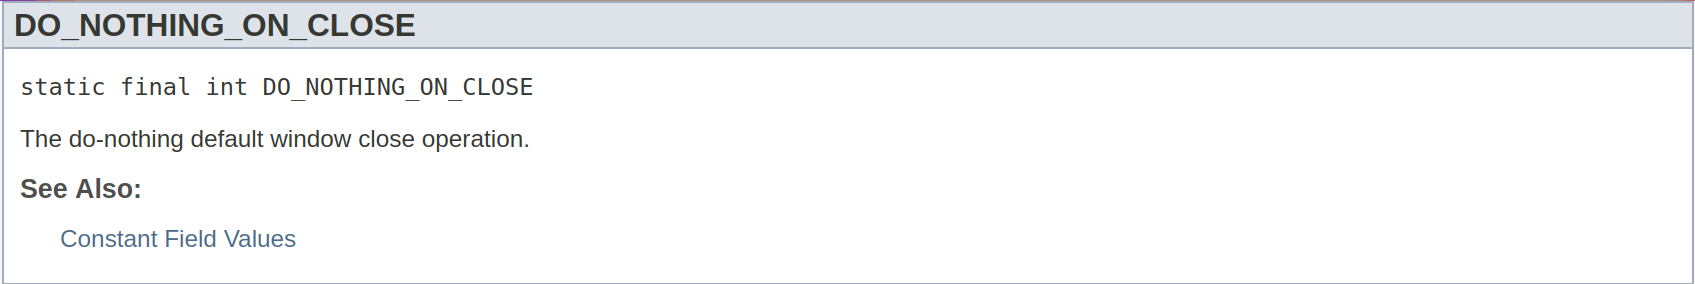 DO_NOTHING_ON_CLOSE
static final int DO_NOTHING_ON_CLOSE
The do-nothing default window close operation.
See Also:
Constant Field Values